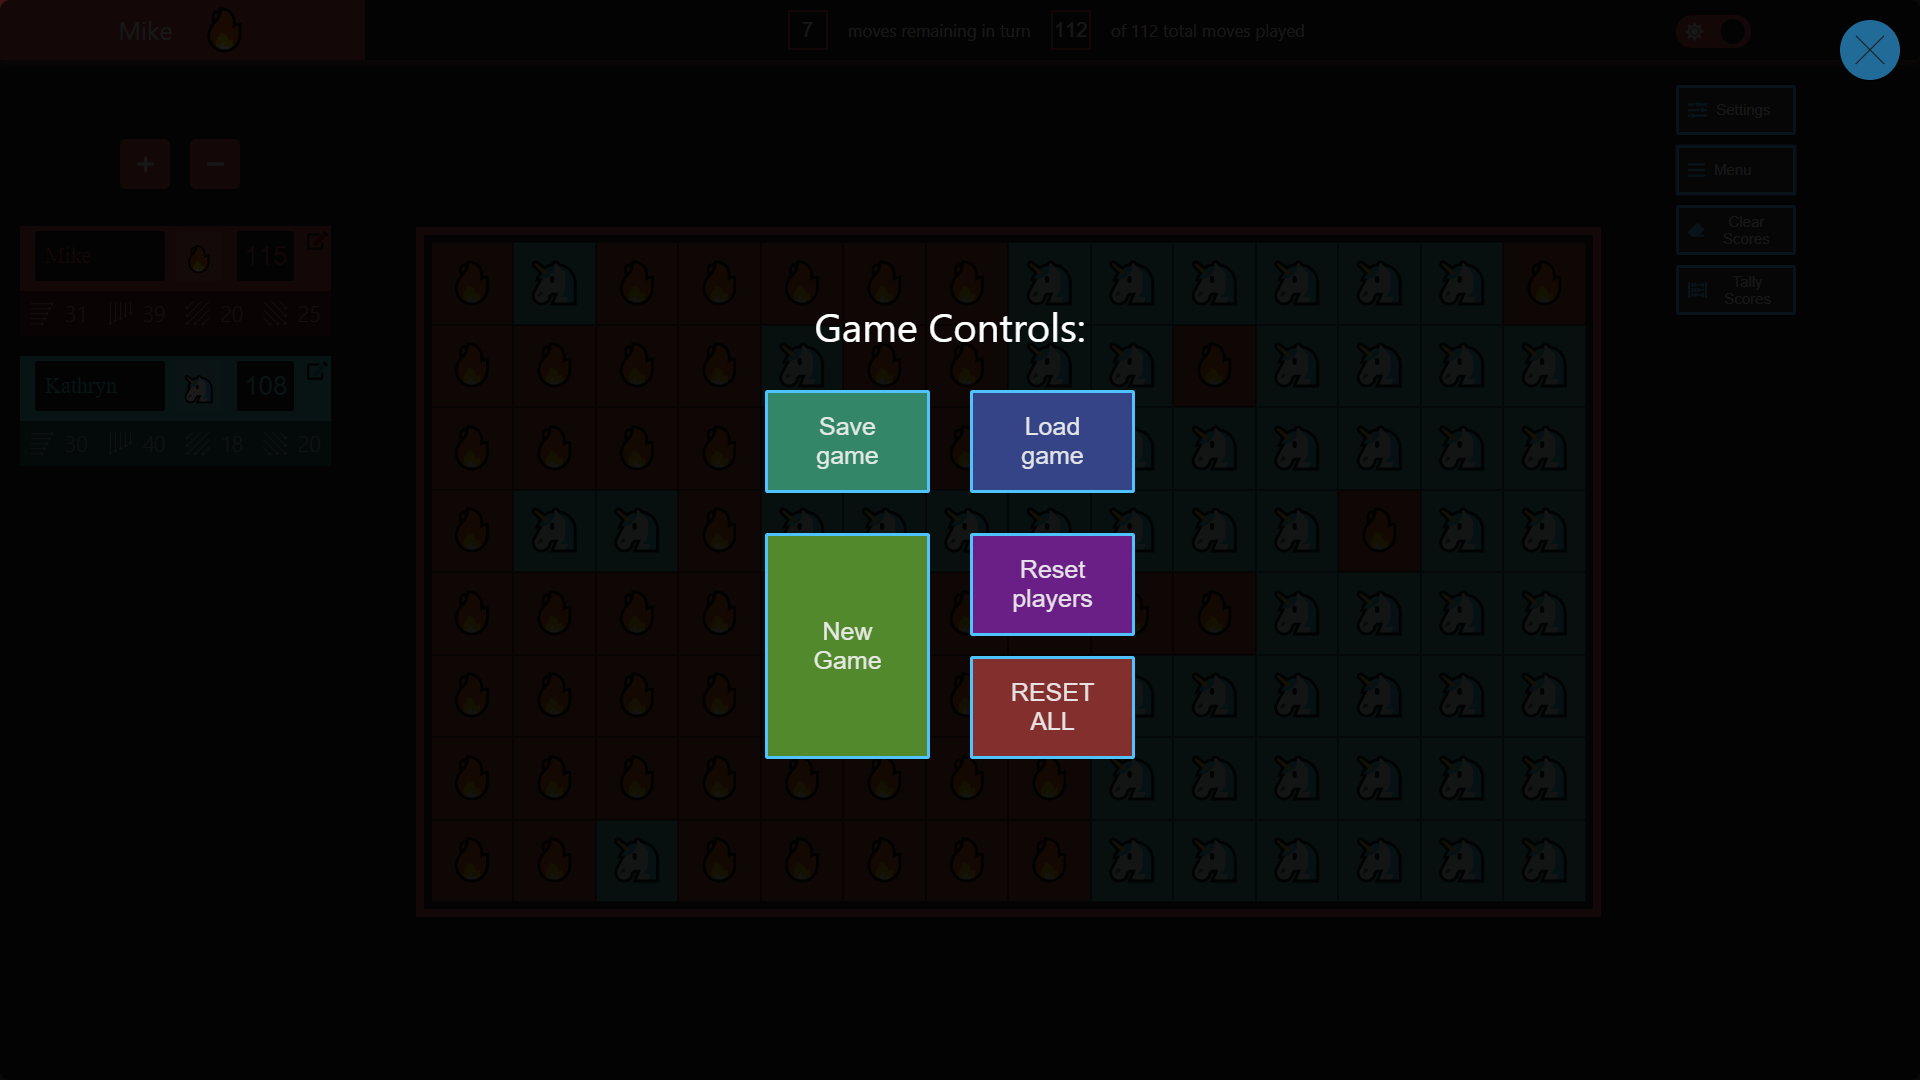 Mike
7 moves remaining in turn 112 of 112 total moves played
Settings
Menu
Clear
Scores
Tally
Scores
+ −
Mike 115
31 39 20 25
Kathryn 108
30 40 18 20
Game Controls:
Save
game
Load
game
New
Game
Reset
players
RESET
ALL